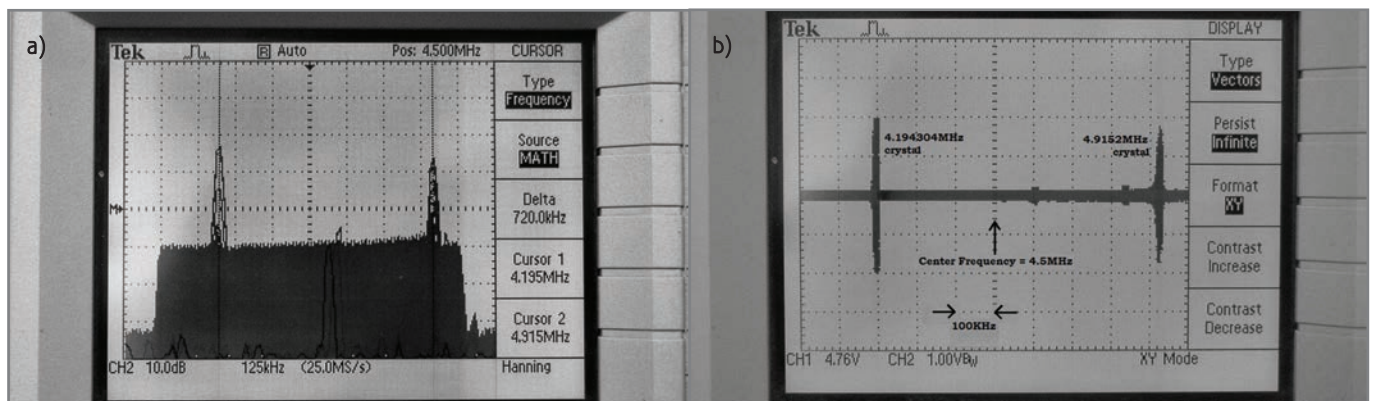 a)
Tek R Auto Pos: 4.500MHz CURSOR
Type
Frequency
Source
MATH
Delta
720.0kHz
Cursor 1
4.195MHz
Cursor 2
4.915MHz
M
CH2 10.0dB 125kHz (25.0MS/s) Hanning
b)
Tek DISPLAY
Type
Vectors
Persist
Infinite
Format
XY
Contrast
Increase
Contrast
Decrease
4.194304MHz
crystal
4.9152MHz
crystal
Center Frequency = 4.5MHz
100KHz
CH1 4.76V CH2 1.00VBW XY Mode